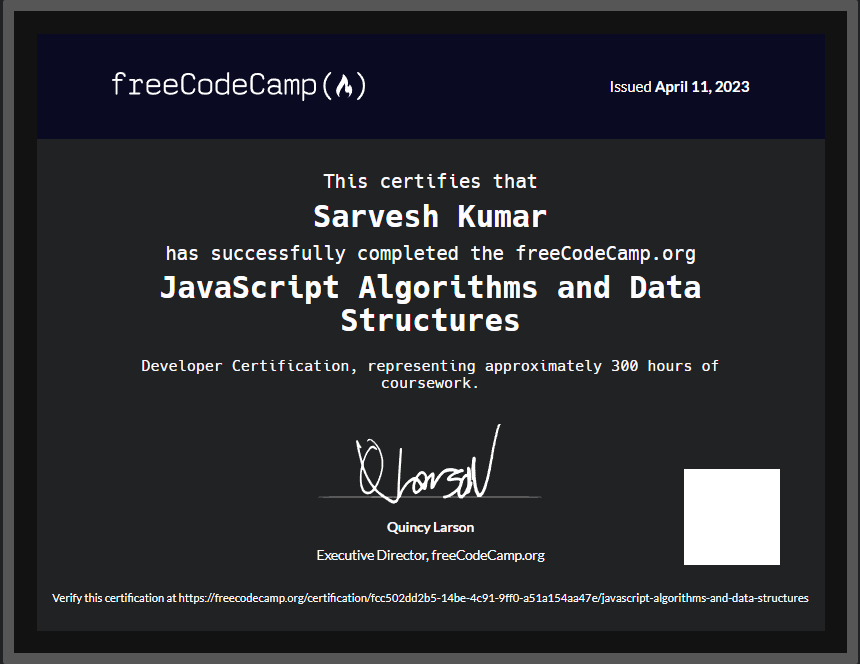 freeCodeCamp(🔥)
Issued April 11, 2023
This certifies that
Sarvesh Kumar
has successfully completed the freeCodeCamp.org
JavaScript Algorithms and Data
Structures
Developer Certification, representing approximately 300 hours of
coursework.
Q Larson
Quincy Larson
Executive Director, freeCodeCamp.org
Verify this certification at https://freecodecamp.org/certification/fcc502dd2b5-14be-4c91-9ff0-a51a154aa47e/javascript-algorithms-and-data-structures